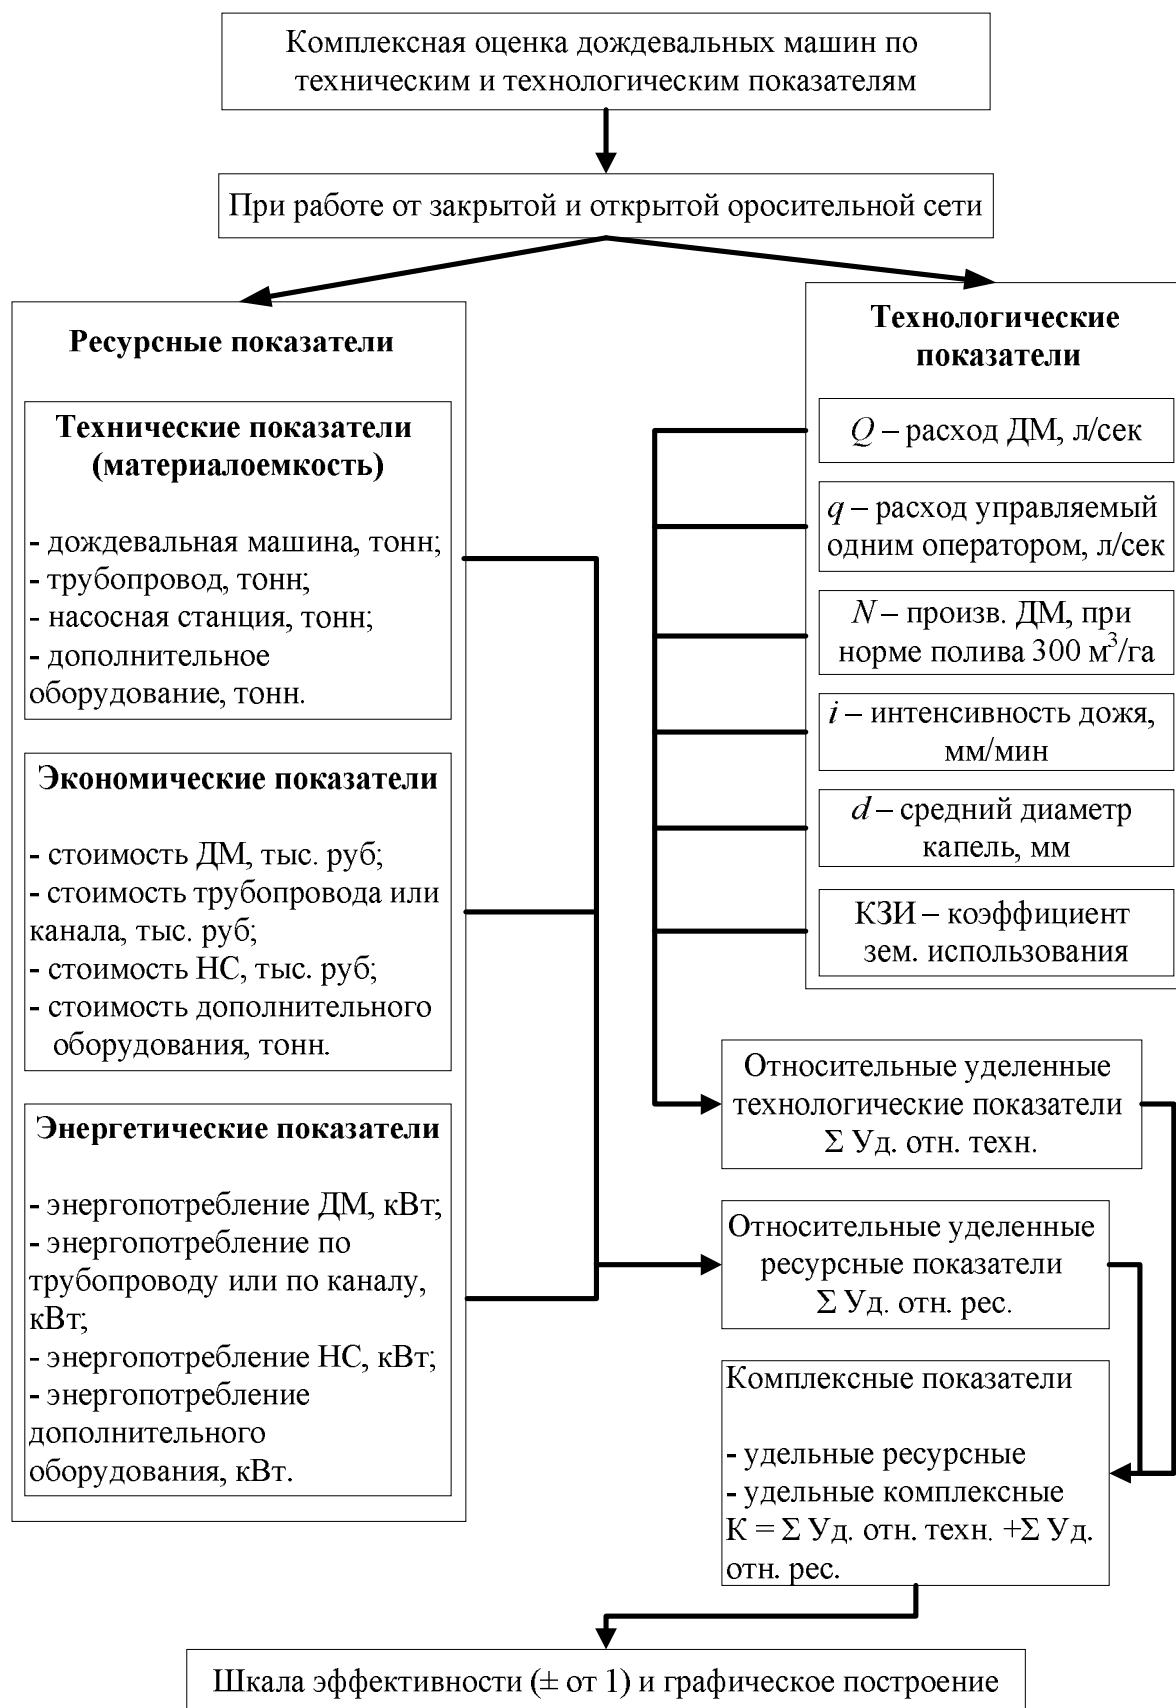 Комплексная оценка дождевальных машин по
техническим и технологическим показателям
При работе от закрытой и открытой оросительной сети
Ресурсные показатели
Технические показатели
(материалоемкость)
- дождевальная машина, тонн;
- трубопровод, тонн;
- насосная станция, тонн;
- дополнительное
оборудование, тонн.
Экономические показатели
- стоимость ДМ, тыс. руб;
- стоимость трубопровода или
канала, тыс. руб;
- стоимость НС, тыс. руб;
- стоимость дополнительного
оборудования, тонн.
Энергетические показатели
- энергопотребление ДМ, кВт;
- энергопотребление по
трубопроводу или по каналу,
кВт;
- энергопотребление НС, кВт;
- энергопотребление
дополнительного
оборудования, кВт.
Технологические
показатели
Q – расход ДМ, л/сек
q – расход управляемый
одним оператором, л/сек
N – произв. ДМ, при
норме полива 300 м³/га
i – интенсивность дожя,
мм/мин
d – средний диаметр
капель, мм
КЗИ – коэффициент
зем. использования
Относительные уделенные
технологические показатели
Σ Уд. отн. техн.
Относительные уделенные
ресурсные показатели
Σ Уд. отн. рес.
Комплексные показатели
- удельные ресурсные
- удельные комплексные
К = Σ Уд. отн. техн. +Σ Уд.
отн. рес.
Шкала эффективности (± от 1) и графическое построение